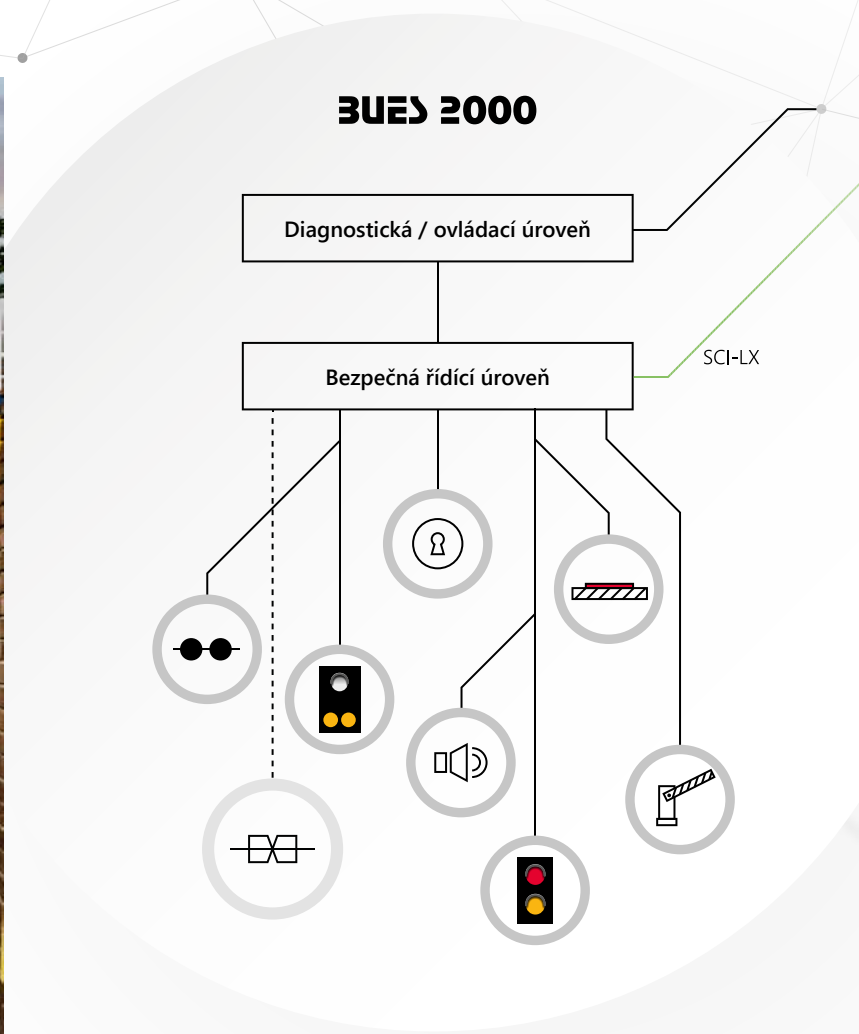 BUES 2000
Diagnostická / ovládací úroveň
Bezpečná řídící úroveň
SCI-LX